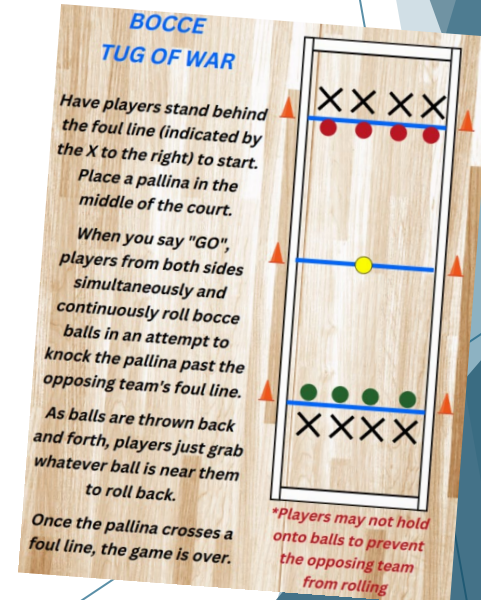 BOCCE
TUG OF WAR
Have players stand behind
the foul line (indicated by
the X to the right) to start.
Place a pallina in the
middle of the court.
When you say "GO",
players from both sides
simultaneously and
continuously roll bocce
balls in an attempt to
knock the pallina past the
opposing team's foul line.
As balls are thrown back
and forth, players just grab
whatever ball is near them
to roll back.
Once the pallina crosses a
foul line, the game is over.
*Players may not hold
onto balls to prevent
the opposing team
from rolling